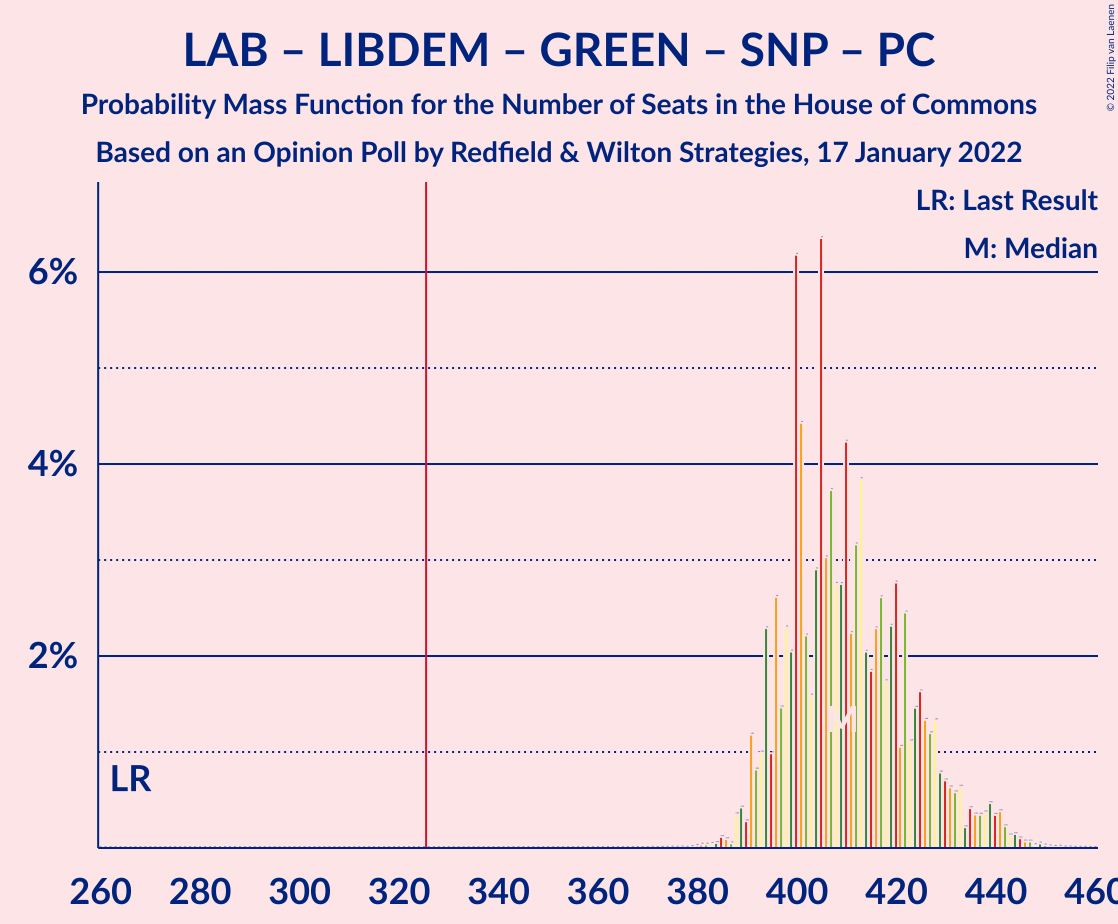 LAB – LIBDEM – GREEN – SNP – PC
Probability Mass Function for the Number of Seats in the House of Commons
Based on an Opinion Poll by Redfield & Wilton Strategies, 17 January 2022
© 2022 Filip van Laenen
LR: Last Result
M: Median
6%
4%
2%
LR
M
260 280 300 320 340 360 380 400 420 440 460